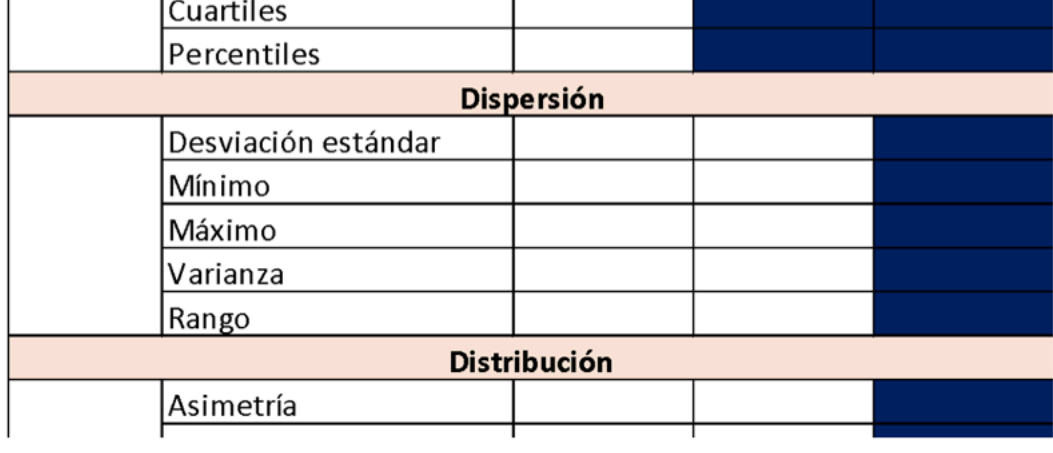 Cuartiles
Percentiles
Dispersión
Desviación estándar
Mínimo
Máximo
Varianza
Rango
Distribución
Asimetría